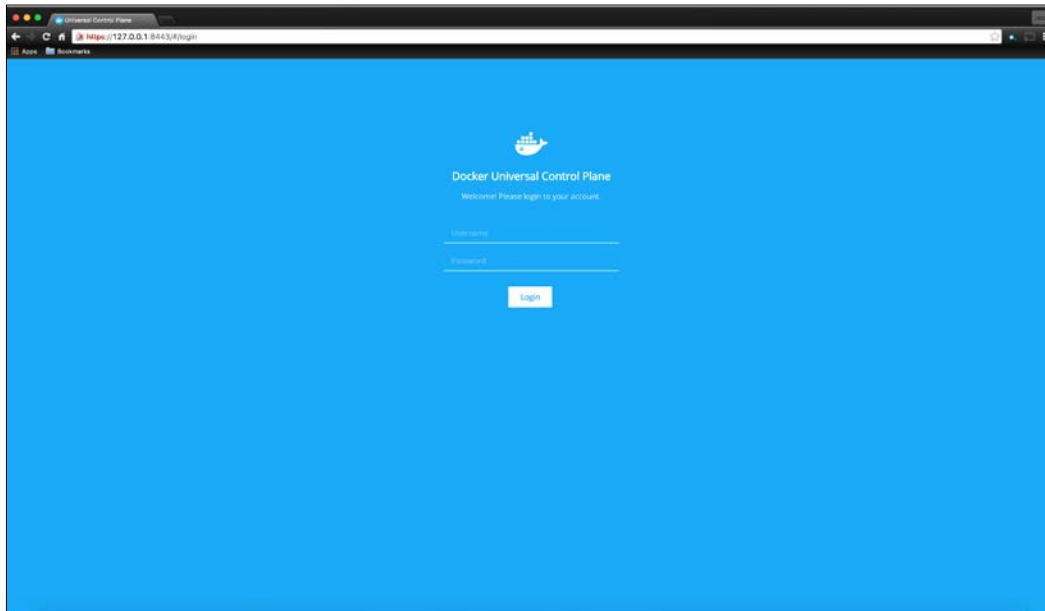 Universal Control Plane
https://127.0.0.1:8443/#/login
Apps Bookmarks
Docker Universal Control Plane
Welcome! Please login to your account
Username
Password
Login